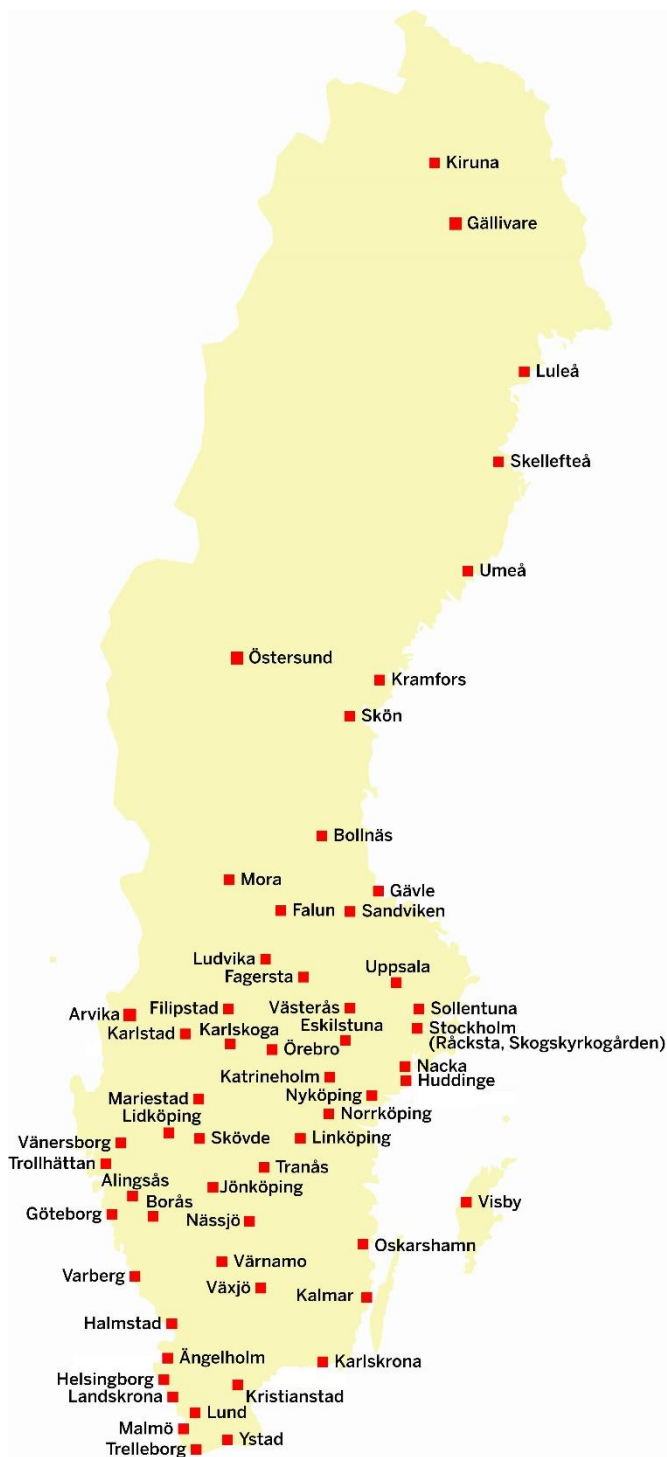 Kiruna
Gällivare
Luleå
Skellefteå
Umeå
Östersund
Kramfors
Skön
Bollnäs
Mora
Gävle
Falun
Sandviken
Ludvika
Fagersta
Uppsala
Arvika
Filipstad
Västerås
Sollentuna
Karlstad
Karlskoga
Eskilstuna
Stockholm
(Råcksta, Skogskyrkogården)
Örebro
Nacka
Katrineholm
Huddinge
Mariestad
Nyköping
Lidköping
Norrköping
Vänersborg
Skövde
Linköping
Trollhättan
Tranås
Alingsås
Jönköping
Borås
Visby
Göteborg
Nässjö
Oskarshamn
Värnamo
Varberg
Växjö
Kalmar
Halmstad
Ängelholm
Karlskrona
Helsingborg
Landskrona
Kristianstad
Lund
Malmö
Ystad
Trelleborg